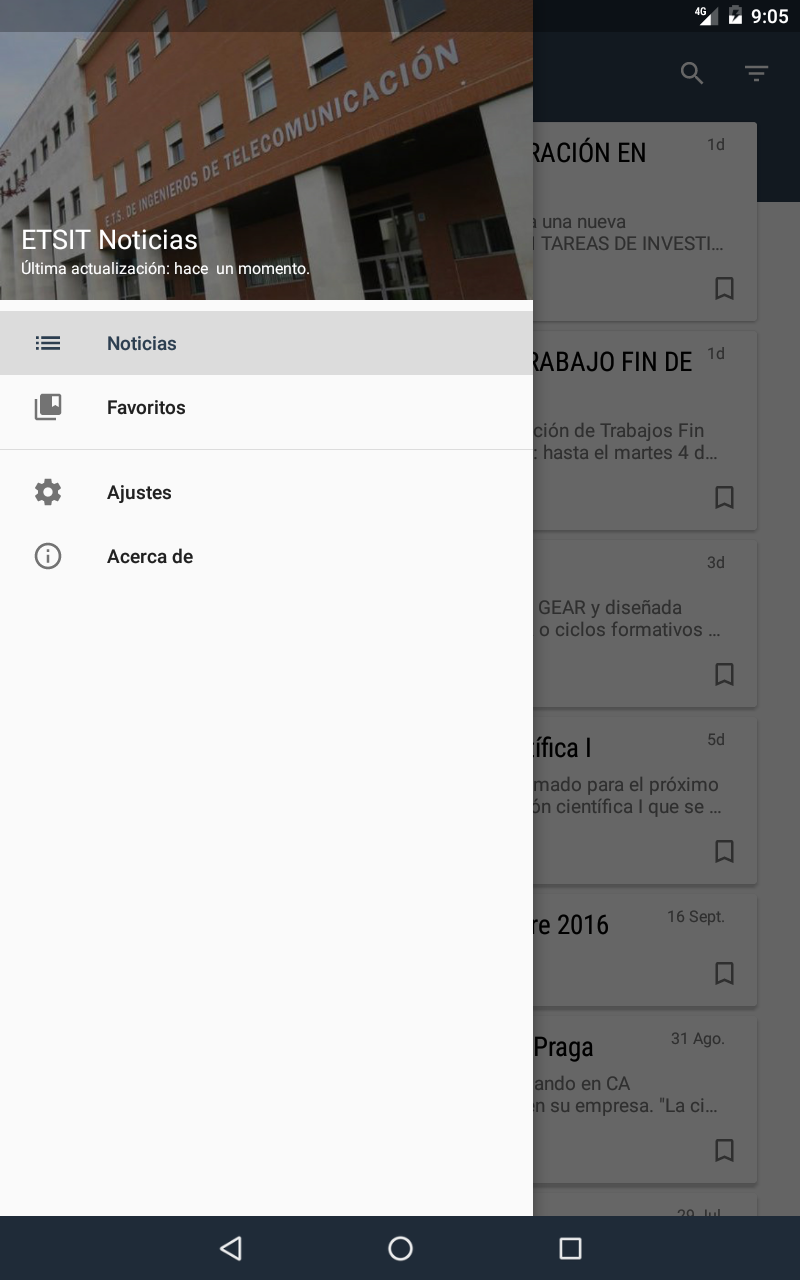 4G 9:05
E.T.S. DE INGENIEROS DE TELECOMUNICACIÓN
ETSIT Noticias
Última actualización: hace  un momento.
Noticias
Favoritos
Ajustes
Acerca de
RACIÓN EN
1d
a una nueva
TAREAS DE INVESTI…
RABAJO FIN DE
1d
ción de Trabajos Fin
: hasta el martes 4 d…
3d
GEAR y diseñada
o ciclos formativos …
ífica I
5d
mado para el próximo
ón científica I que se …
re 2016
16 Sept.
Praga
31 Ago.
ando en CA
en su empresa. "La ci…
29 Jul.